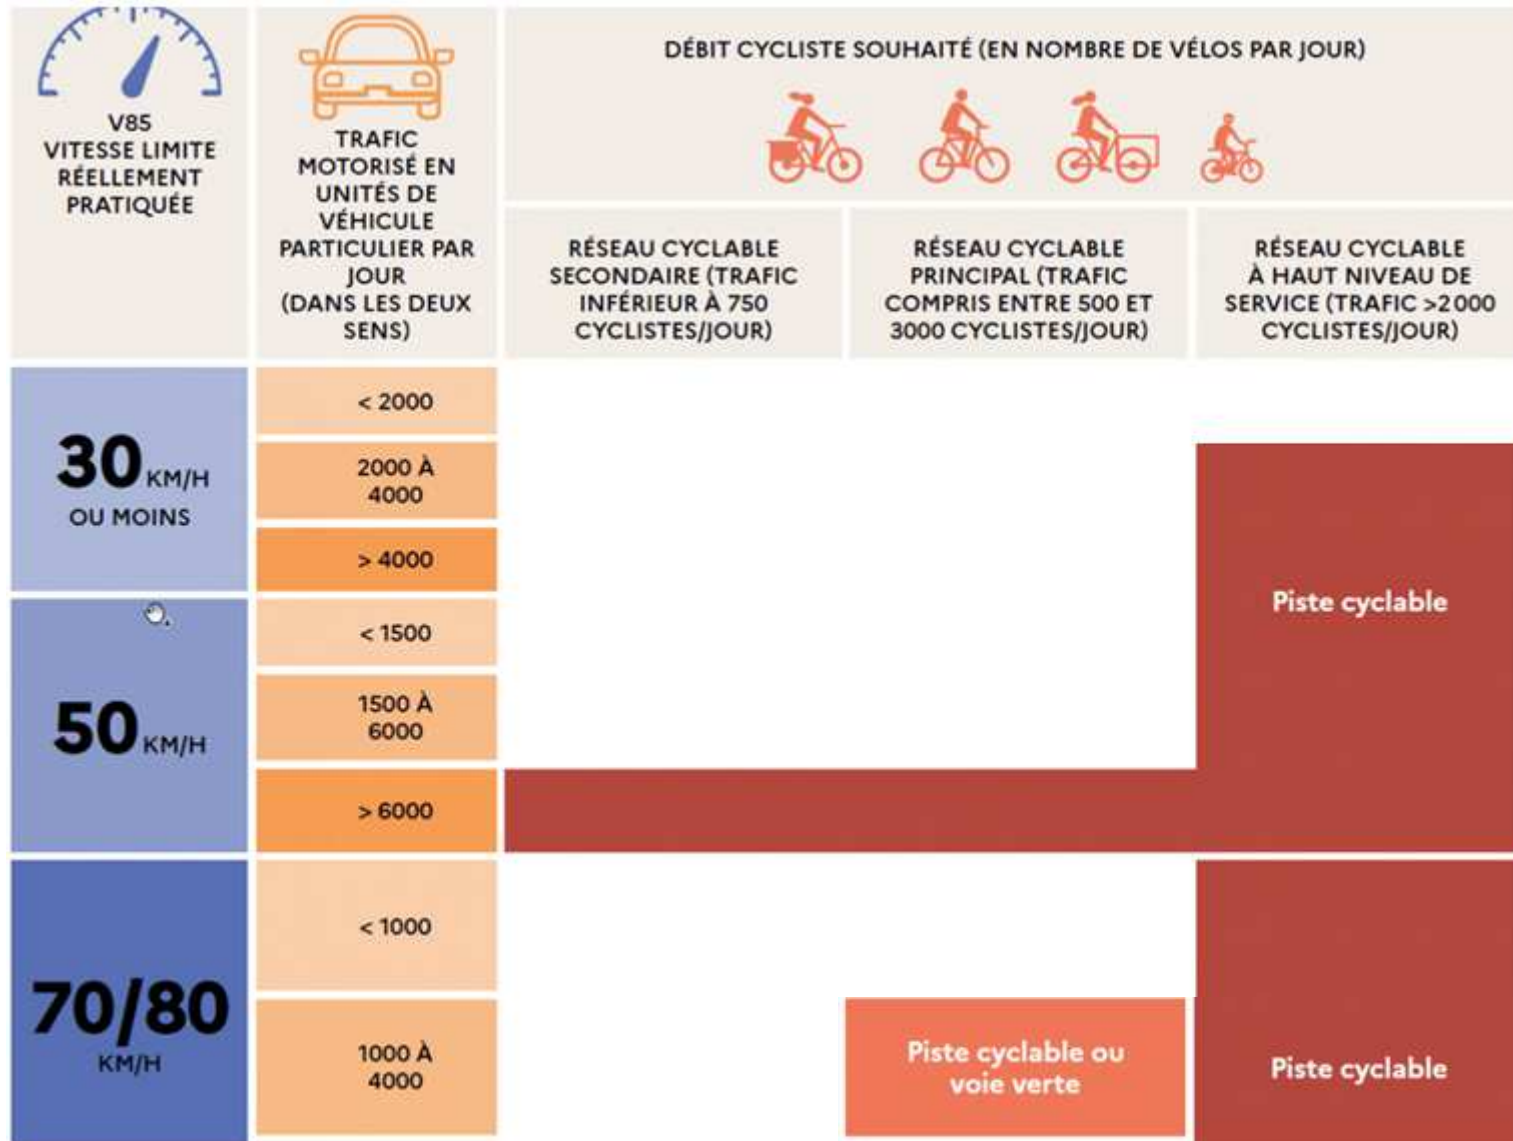 V85
VITESSE LIMITE
RÉELLEMENT
PRATIQUÉE
TRAFIC
MOTORISÉ EN
UNITÉS DE
VÉHICULE
PARTICULIER PAR
JOUR
(DANS LES DEUX
SENS)
DÉBIT CYCLISTE SOUHAITÉ (EN NOMBRE DE VÉLOS PAR JOUR)
RÉSEAU CYCLABLE
SECONDAIRE (TRAFIC
INFÉRIEUR À 750
CYCLISTES/JOUR)
RÉSEAU CYCLABLE
PRINCIPAL (TRAFIC
COMPRIS ENTRE 500 ET
3000 CYCLISTES/JOUR)
RÉSEAU CYCLABLE
À HAUT NIVEAU DE
SERVICE (TRAFIC >2000
CYCLISTES/JOUR)
30 KM/H
OU MOINS
< 2000
2000 À
4000
> 4000
Piste cyclable
50 KM/H
< 1500
1500 À
6000
> 6000
70/80
KM/H
< 1000
1000 À
4000
Piste cyclable ou
voie verte
Piste cyclable